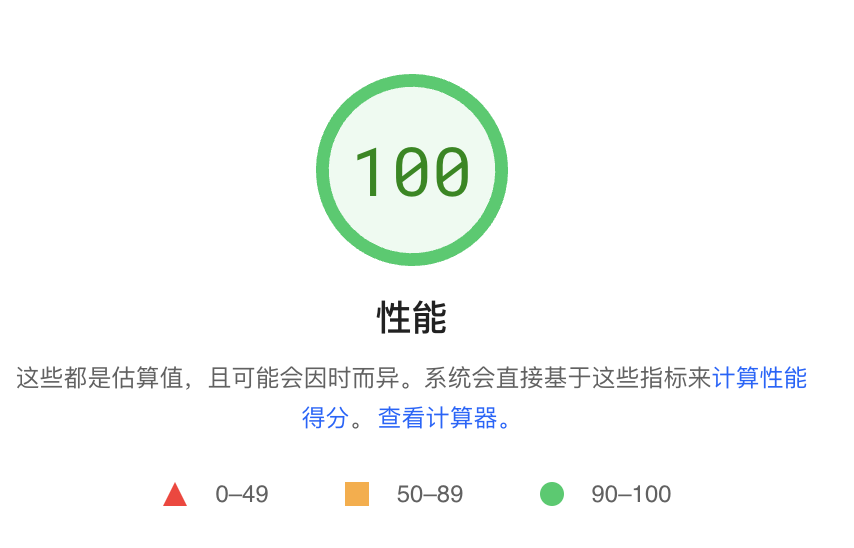 100
性能
这些都是估算值，且可能会因时而异。系统会直接基于这些指标来计算性能
得分。查看计算器。
0–49 50–89 90–100